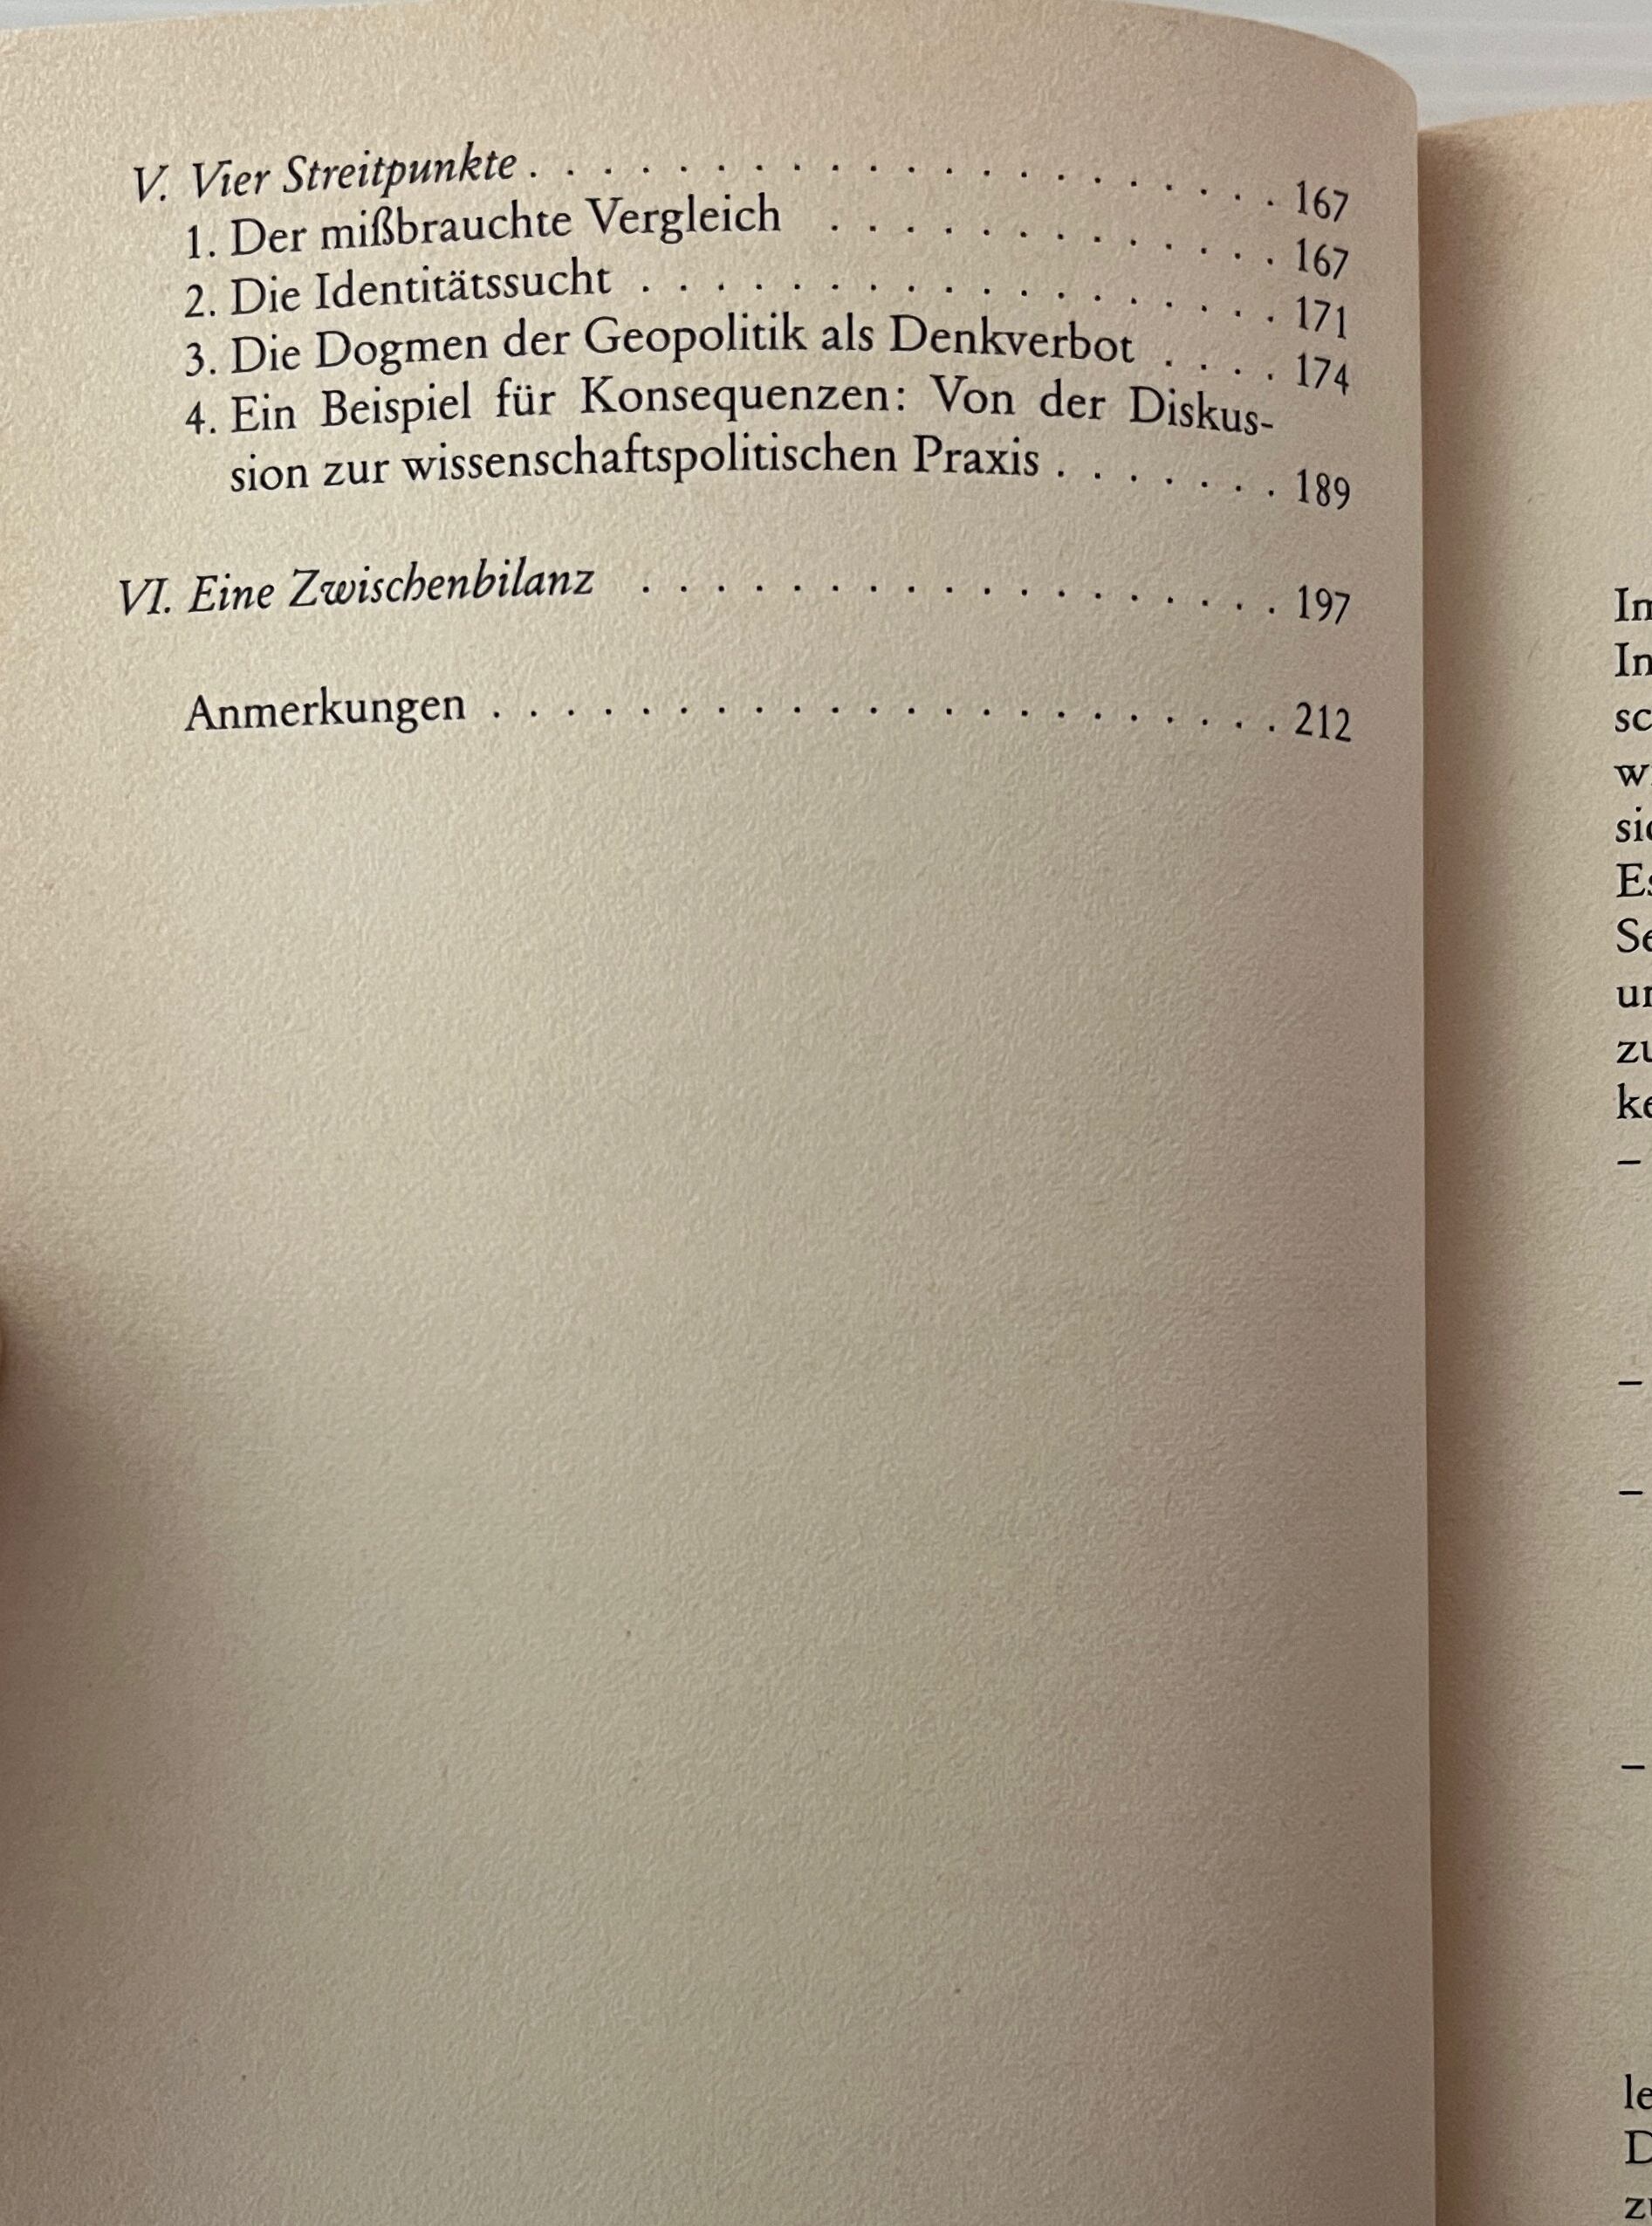 V. Vier Streitpunkte . . . . . . . . . . . . . . . . . . . . . 167
1. Der mißbrauchte Vergleich . . . . . . . . . . . . . 167
2. Die Identitätssucht . . . . . . . . . . . . . . . . . . 171
3. Die Dogmen der Geopolitik als Denkverbot . . . . 174
4. Ein Beispiel für Konsequenzen: Von der Diskus-
sion zur wissenschaftspolitischen Praxis . . . . . . . 189
VI. Eine Zwischenbilanz . . . . . . . . . . . . . . . . . . 197
Anmerkungen . . . . . . . . . . . . . . . . . . . . . . 212